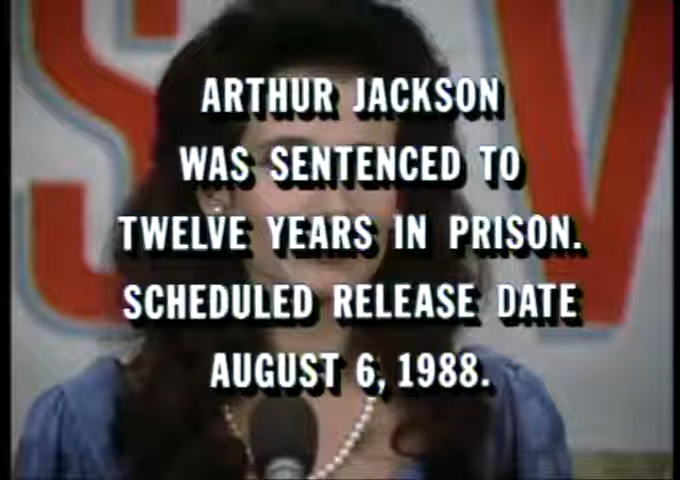 S V
ARTHUR JACKSON
WAS SENTENCED TO
TWELVE YEARS IN PRISON.
SCHEDULED RELEASE DATE
AUGUST 6, 1988.